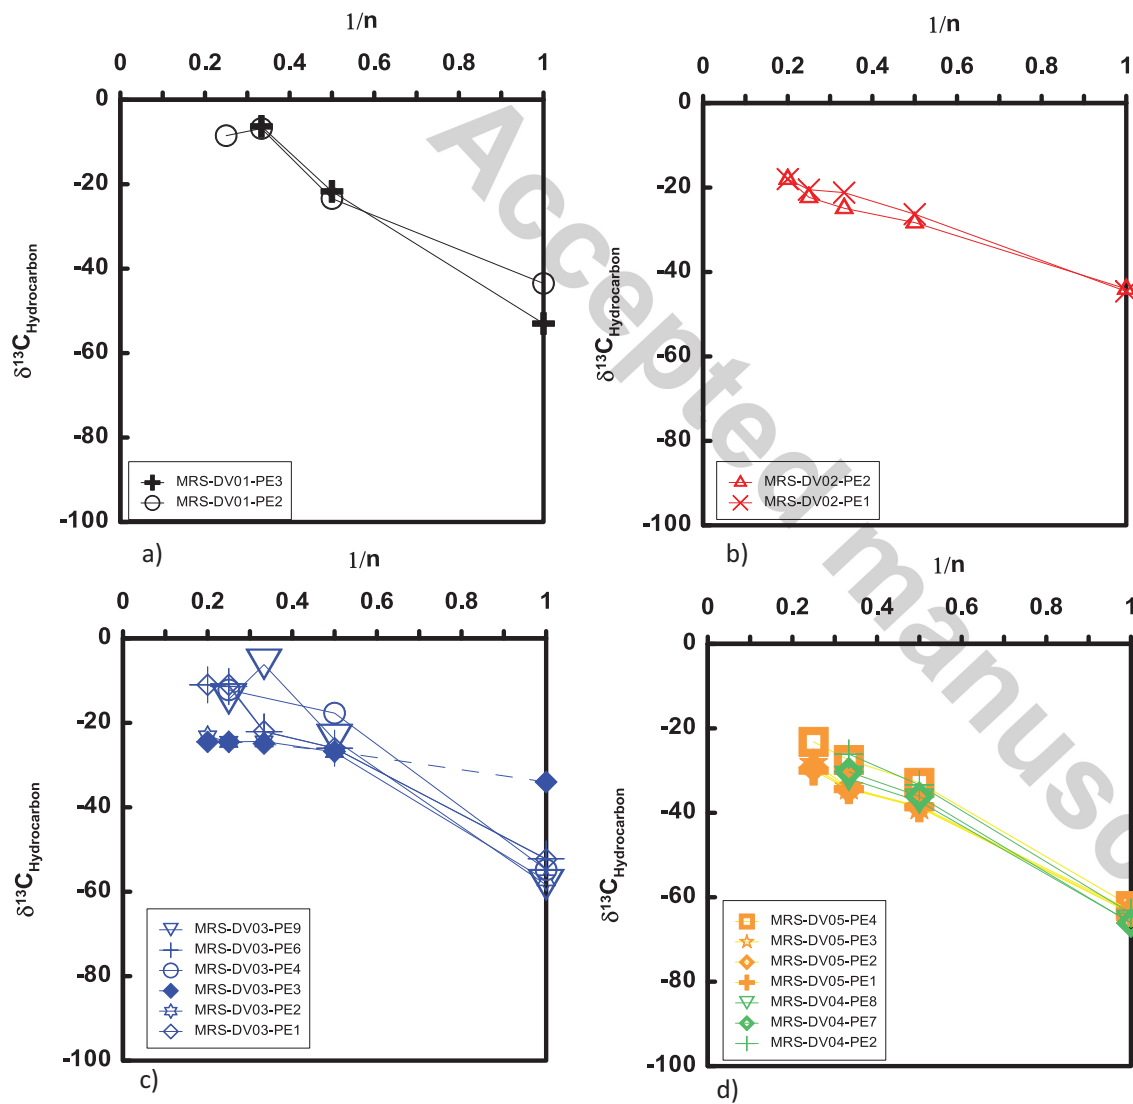 1/n
0 0.2 0.4 0.6 0.8 1
0
-20
-40
-60
-80
-100
δ13CHydrocarbon
MRS-DV01-PE3
MRS-DV01-PE2
a)
1/n
0 0.2 0.4 0.6 0.8 1
0
-20
-40
-60
-80
-100
δ13CHydrocarbon
MRS-DV02-PE2
MRS-DV02-PE1
b)
1/n
0 0.2 0.4 0.6 0.8 1
0
-20
-40
-60
-80
-100
δ13CHydrocarbon
MRS-DV03-PE9
MRS-DV03-PE6
MRS-DV03-PE4
MRS-DV03-PE3
MRS-DV03-PE2
MRS-DV03-PE1
c)
1/n
0 0.2 0.4 0.6 0.8 1
0
-20
-40
-60
-80
-100
δ13CHydrocarbon
MRS-DV05-PE4
MRS-DV05-PE3
MRS-DV05-PE2
MRS-DV05-PE1
MRS-DV04-PE8
MRS-DV04-PE7
MRS-DV04-PE2
d)
Accepted manusc